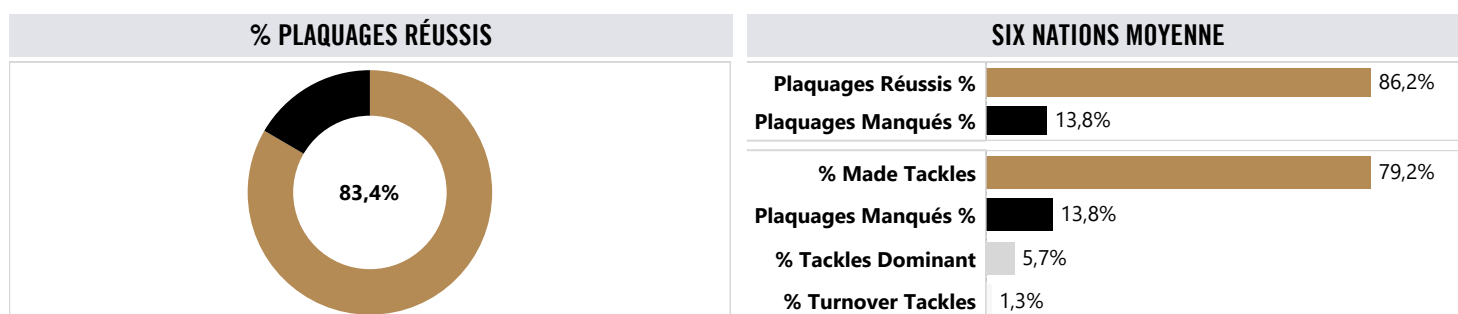 % PLAQUAGES RÉUSSIS
83,4%
SIX NATIONS MOYENNE
Plaquages Réussis % 86,2%
Plaquages Manqués % 13,8%
% Made Tackles 79,2%
Plaquages Manqués % 13,8%
% Tackles Dominant 5,7%
% Turnover Tackles 1,3%